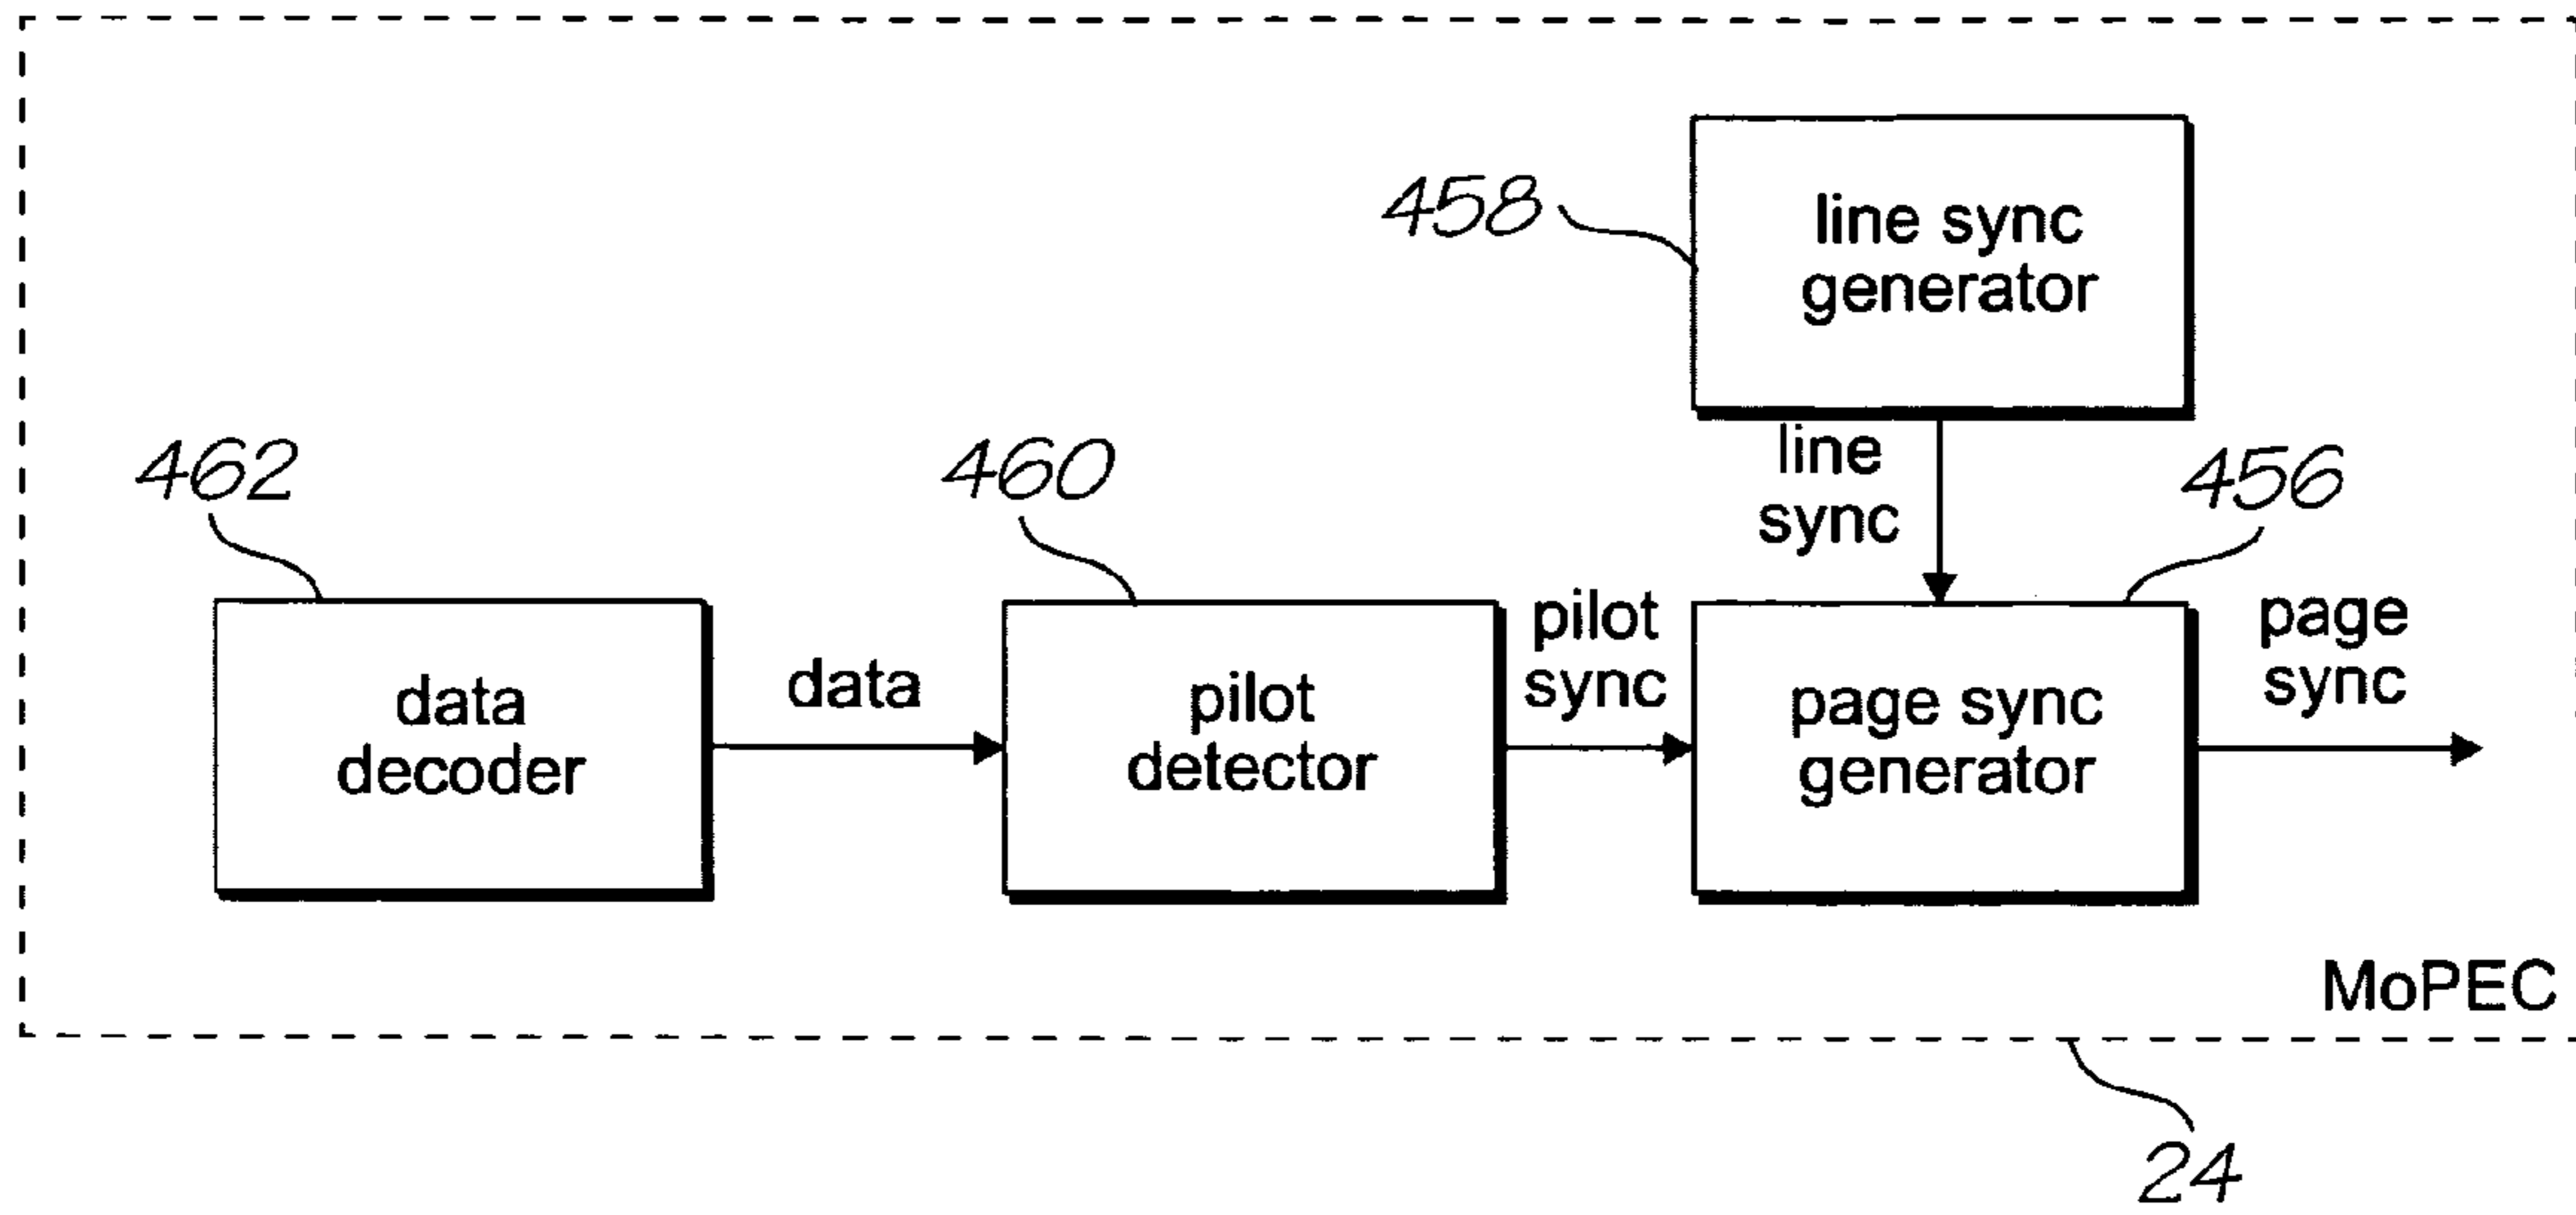 458
line sync
generator
line
sync
462
460
456
data
decoder
data
pilot
detector
pilot
sync
page sync
generator
page
sync
MoPEC
24